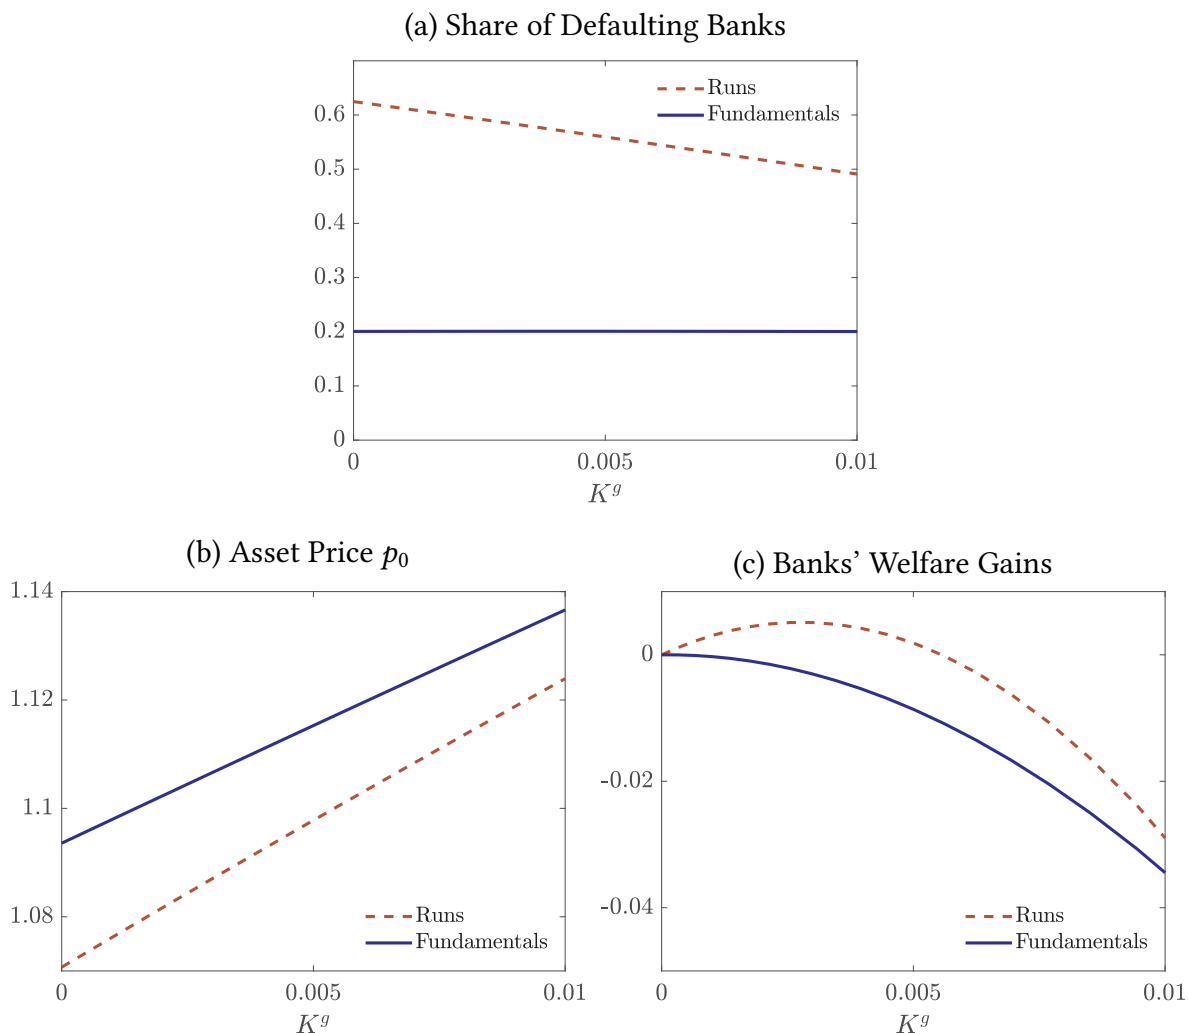 (a) Share of Defaulting Banks
Runs
Fundamentals
0.6
0.5
0.4
0.3
0.2
0.1
0
0
0.005
0.01
K^g
(b) Asset Price p₀
1.14
1.12
1.1
1.08
Runs
Fundamentals
0
0.005
0.01
K^g
(c) Banks’ Welfare Gains
0
-0.02
-0.04
Runs
Fundamentals
0
0.005
0.01
K^g